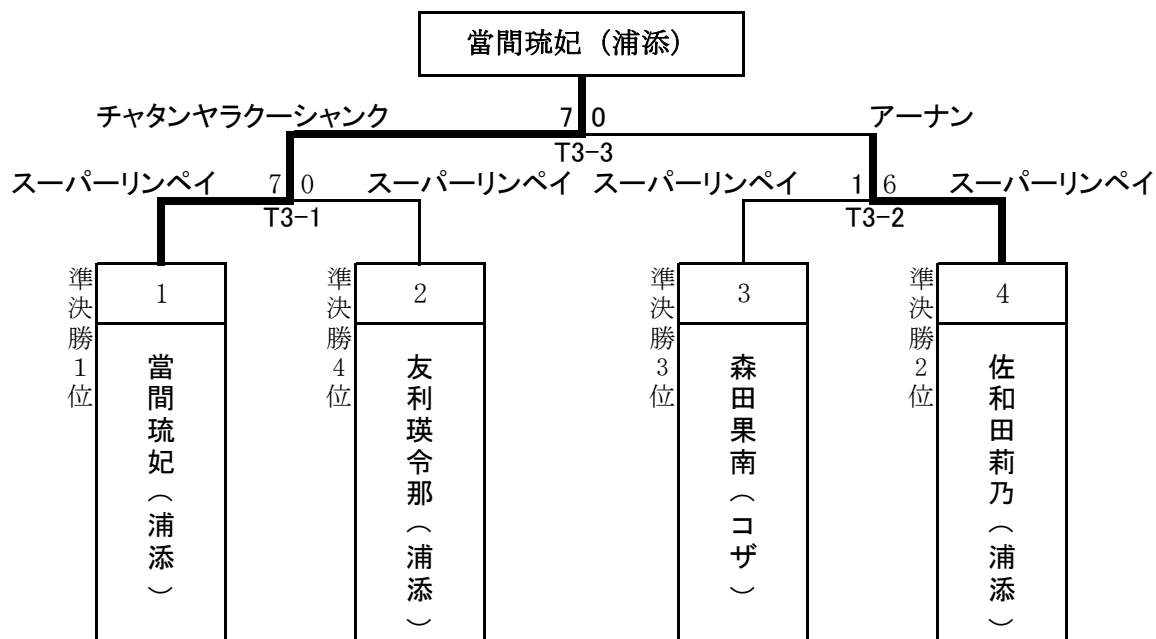 當間琉妃（浦添）
チャタンヤラクーシャンク
7 0
アーナン
T3-3
スーパーリンペイ
7 0
スーパーリンペイ
スーパーリンペイ
1 6
スーパーリンペイ
T3-1
T3-2
準決勝1位
1
當間琉妃（浦添）
準決勝4位
2
友利瑛令那（浦添）
準決勝3位
3
森田果南（コザ）
準決勝2位
4
佐和田莉乃（浦添）